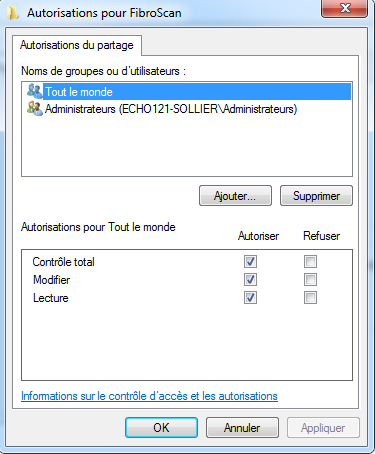 Autorisations pour FibroScan
Autorisations du partage
Noms de groupes ou d'utilisateurs :
Tout le monde
Administrateurs (ECHO121-SOLLIER\Administrateurs)
Ajouter... Supprimer
Autorisations pour Tout le monde Autoriser Refuser
Contrôle total
Modifier
Lecture
Informations sur le contrôle d'accès et les autorisations
OK Annuler Appliquer